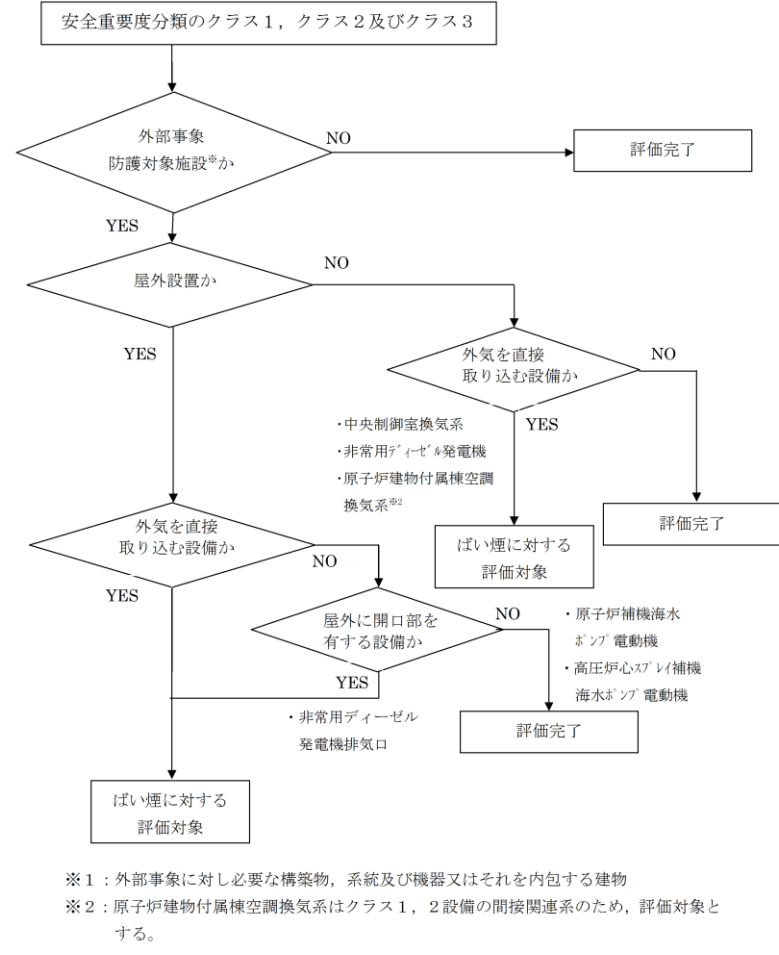 安全重要度分類のクラス１，クラス２及びクラス３
外部事象
防護対象施設※か
NO
評価完了
YES
屋外設置か
NO
YES
外気を直接
取り込む設備か
NO
YES
・中央制御室換気系
・非常用ﾃﾞｨｰｾﾞﾙ発電機
・原子炉建物付属棟空調
換気系※2
評価完了
ばい煙に対する
評価対象
外気を直接
取り込む設備か
NO
YES
屋外に開口部を
有する設備か
NO
YES
・原子炉補機海水
ﾎﾟﾝﾌﾟ電動機
・高圧炉心ｽﾌﾟﾚｲ補機
海水ﾎﾟﾝﾌﾟ電動機
・非常用ディーゼル
発電機排気口
評価完了
ばい煙に対する
評価対象
※１：外部事象に対し必要な構築物，系統及び機器又はそれを内包する建物
※２：原子炉建物付属棟空調換気系はクラス１，２設備の間接関連系のため，評価対象と
する。